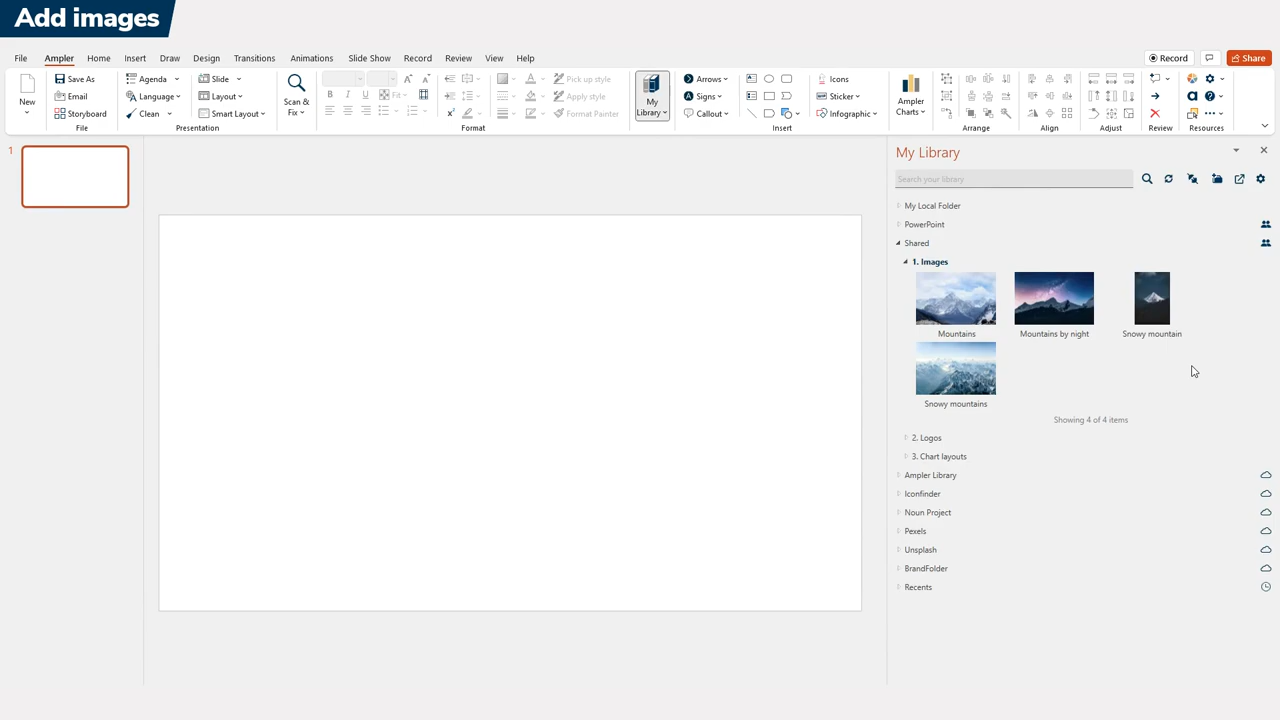 Add images
File Ampler Home Insert Draw Design Transitions Animations Slide Show Record Review View Help Record Share
New
Save As
Email
Storyboard
File
Agenda
Language
Clean
Slide
Layout
Smart Layout
Presentation
Scan &
Fix
B I U Fit
Pick up style
Apply style
Format Painter
Format
My
Library
Arrows
Signs
Callout
Icons
Sticker
Infographic
Insert
Ampler
Charts
Arrange
Align
Adjust
Review
Resources
1
My Library
Search your library
My Local Folder
PowerPoint
Shared
1. Images
Mountains Mountains by night Snowy mountain
Snowy mountains
Showing 4 of 4 items
2. Logos
3. Chart layouts
Ampler Library
Iconfinder
Noun Project
Pexels
Unsplash
BrandFolder
Recents